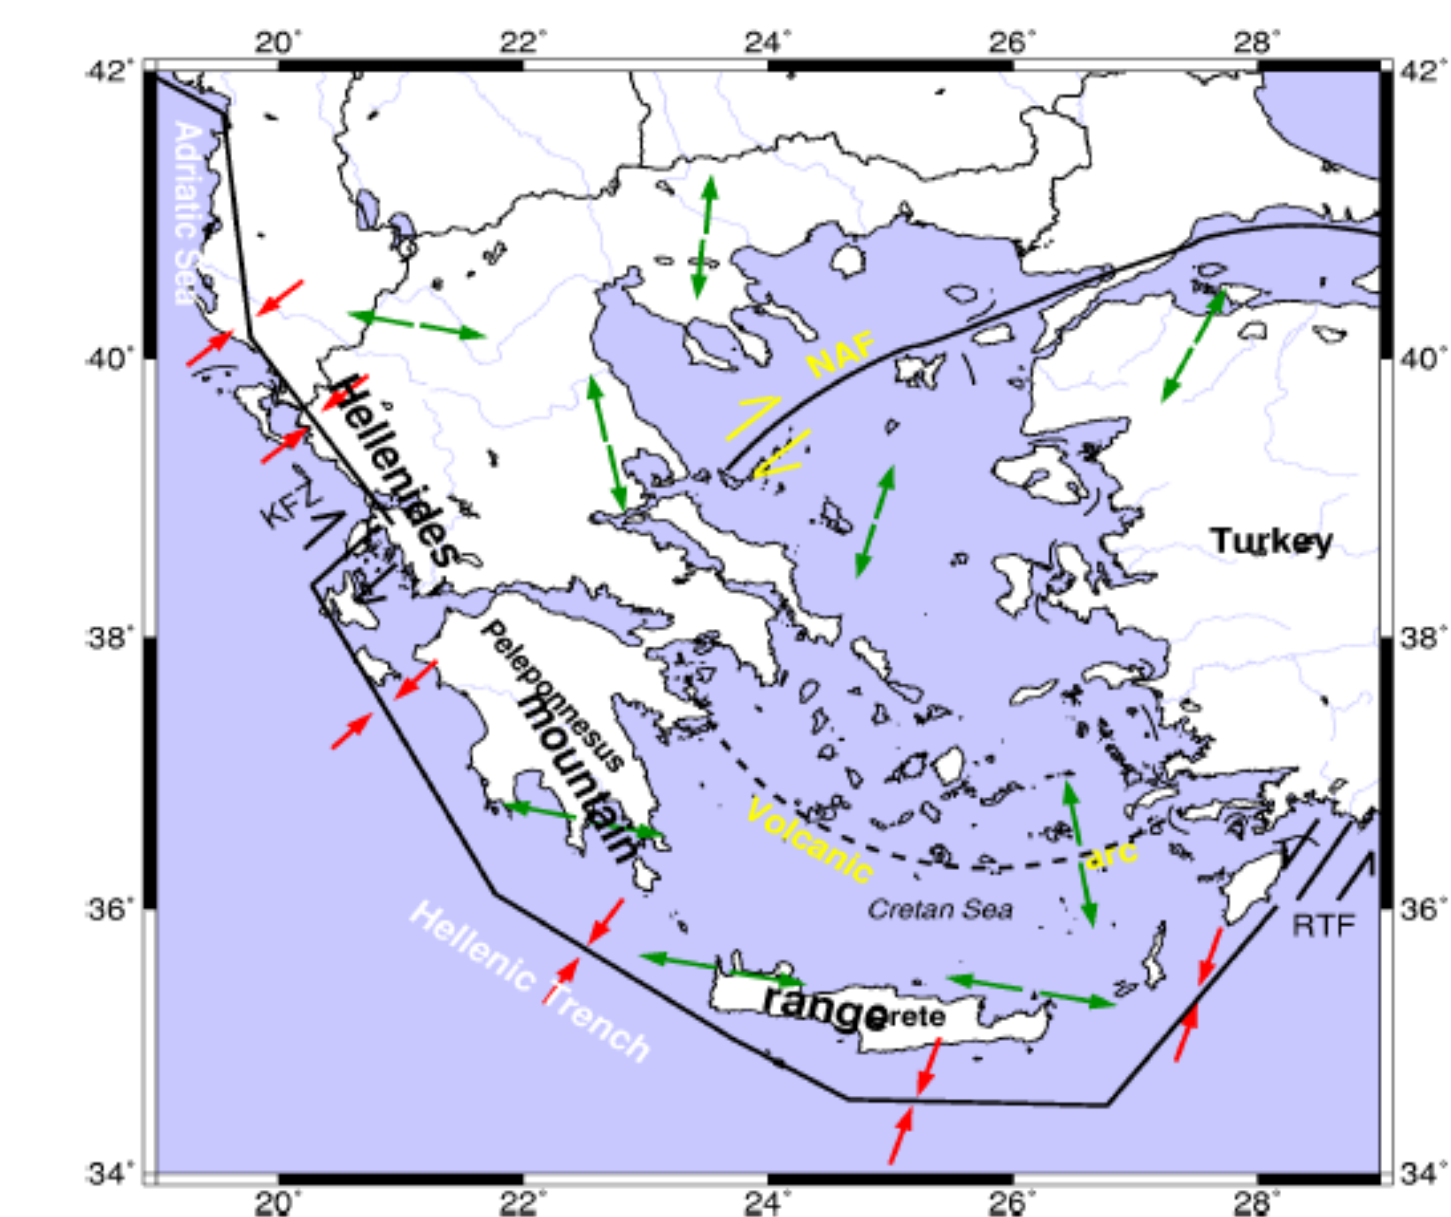 20° 22° 24° 26° 28°
42° 42°
Adriatic Sea
NAF
40° 40°
Hellenides
KFZ
Turkey
38° 38°
Peleponnesus
mountain
Volcanic
arc
Cretan Sea
36° 36°
RTF
Hellenic Trench
range
rete
34° 34°
20° 22° 24° 26° 28°